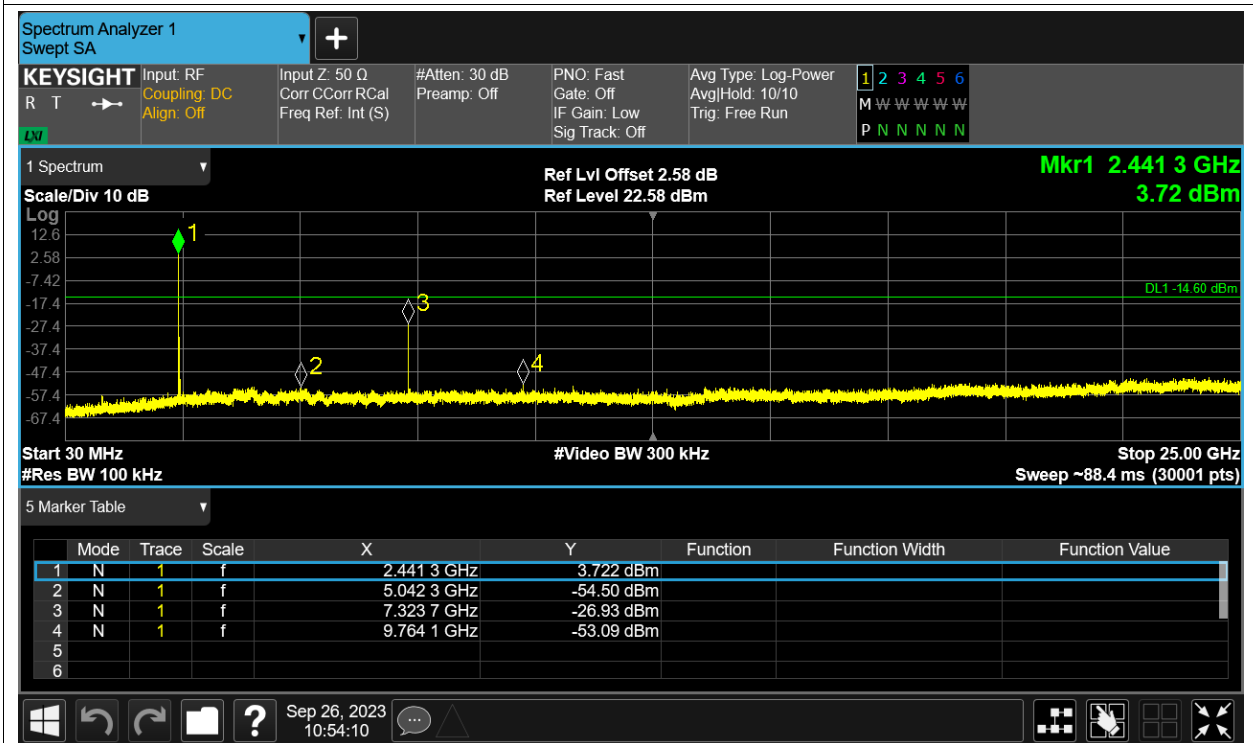 Spectrum Analyzer 1
Swept SA
KEYSIGHT
R T
LXI
Input: RF
Coupling: DC
Align: Off
Input Z: 50 Ω
Corr CCorr RCal
Freq Ref: Int (S)
#Atten: 30 dB
Preamp: Off
PNO: Fast
Gate: Off
IF Gain: Low
Sig Track: Off
Avg Type: Log-Power
Avg|Hold: 10/10
Trig: Free Run
1 2 3 4 5 6
M W W W W W
P N N N N N
1 Spectrum
Scale/Div 10 dB
Ref Lvl Offset 2.58 dB
Ref Level 22.58 dBm
Mkr1 2.441 3 GHz
3.72 dBm
Log
12.6
2.58
-7.42
-17.4
-27.4
-37.4
-47.4
-57.4
-67.4
1
2
3
4
DL1 -14.60 dBm
Start 30 MHz
#Video BW 300 kHz
Stop 25.00 GHz
#Res BW 100 kHz
Sweep ~88.4 ms (30001 pts)
5 Marker Table
Mode Trace Scale X Y Function Function Width Function Value
1 N 1 f 2.441 3 GHz 3.722 dBm
2 N 1 f 5.042 3 GHz -54.50 dBm
3 N 1 f 7.323 7 GHz -26.93 dBm
4 N 1 f 9.764 1 GHz -53.09 dBm
5
6
?
Sep 26, 2023
10:54:10